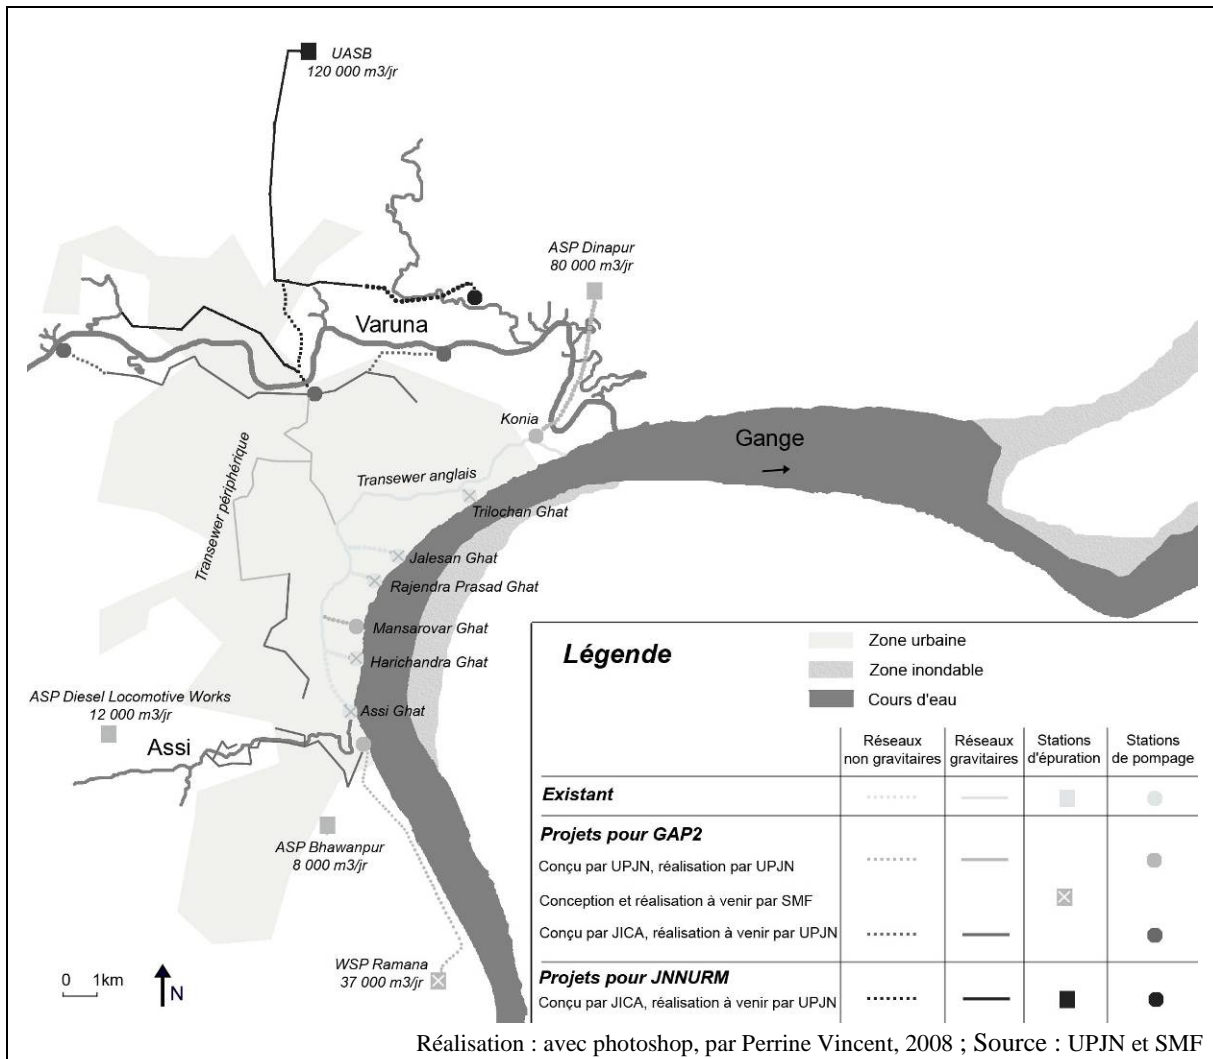 UASB
120 000 m3/jr
ASP Dinapur
80 000 m3/jr
Varuna
Konia
Gange
Transewer anglais
Transewer périphérique
Trilochan Ghat
Jalesan Ghat
Rajendra Prasad Ghat
Mansarovar Ghat
Harichandra Ghat
Assi Ghat
ASP Diesel Locomotive Works
12 000 m3/jr
Assi
ASP Bhawanpur
8 000 m3/jr
WSP Ramana
37 000 m3/jr
0 1km
N
Légende
Zone urbaine
Zone inondable
Cours d'eau
Réseaux non gravitaires
Réseaux gravitaires
Stations d'épuration
Stations de pompage
Existant
Projets pour GAP2
Conçu par UPJN, réalisation par UPJN
Conception et réalisation à venir par SMF
Conçu par JICA, réalisation à venir par UPJN
Projets pour JNNURM
Conçu par JICA, réalisation à venir par UPJN
Réalisation : avec photoshop, par Perrine Vincent, 2008 ; Source : UPJN et SMF